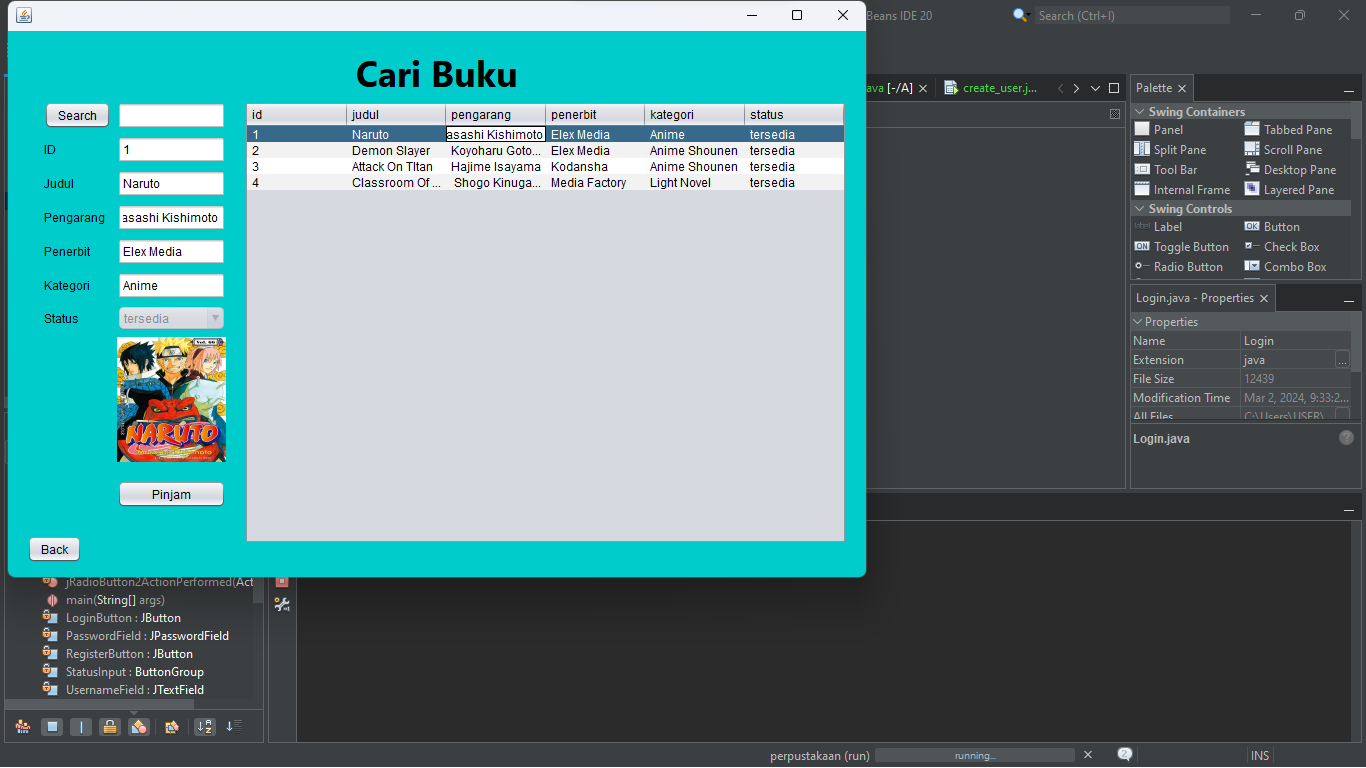 Beans IDE 20
Search (Ctrl+I)
Cari Buku
Search
ID 1
Judul Naruto
Pengarang asashi Kishimoto
Penerbit Elex Media
Kategori Anime
Status tersedia
Vol. 66
NARUTO
Pinjam
Back
id judul pengarang penerbit kategori status
1 Naruto asashi Kishimoto Elex Media Anime tersedia
2 Demon Slayer Koyoharu Goto... Elex Media Anime Shounen tersedia
3 Attack On TItan Hajime Isayama Kodansha Anime Shounen tersedia
4 Classroom Of ... Shogo Kinuga... Media Factory Light Novel tersedia
ava [-/A]
create_user.j...
Palette
Swing Containers
Panel Tabbed Pane
Split Pane Scroll Pane
Tool Bar Desktop Pane
Internal Frame Layered Pane
Swing Controls
label Label OK Button
ON Toggle Button Check Box
Radio Button Combo Box
Login.java - Properties
Properties
Name Login
Extension java ...
File Size 12439
Modification Time Mar 2, 2024, 9:33:2...
All Files C:\Users\USER\
Login.java
jRadioButton2ActionPerformed(Act
main(String[] args)
LoginButton : JButton
PasswordField : JPasswordField
RegisterButton : JButton
StatusInput : ButtonGroup
UsernameField : JTextField
perpustakaan (run) running... INS